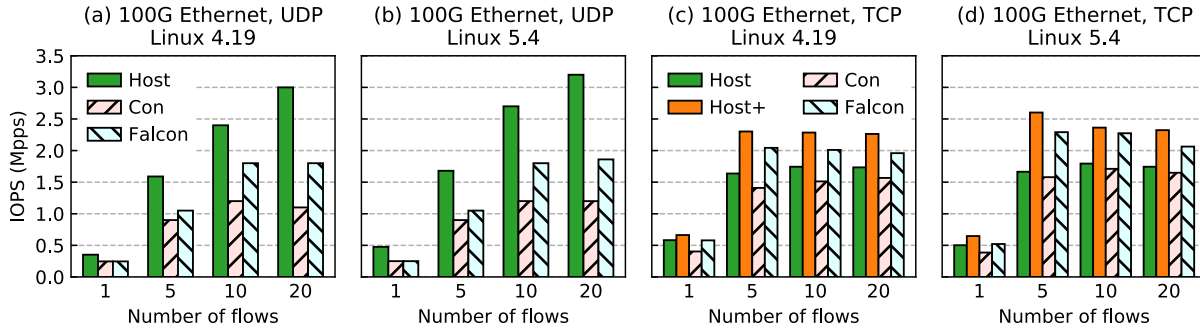 (a) 100G Ethernet, UDP
Linux 4.19
(b) 100G Ethernet, UDP
Linux 5.4
(c) 100G Ethernet, TCP
Linux 4.19
(d) 100G Ethernet, TCP
Linux 5.4
IOPS (Mpps)
3.5
3.0
2.5
2.0
1.5
1.0
0.5
0.0
Host
Con
Falcon
1 5 10 20
Number of flows
1 5 10 20
Number of flows
Host
Host+
Con
Falcon
1 5 10 20
Number of flows
1 5 10 20
Number of flows